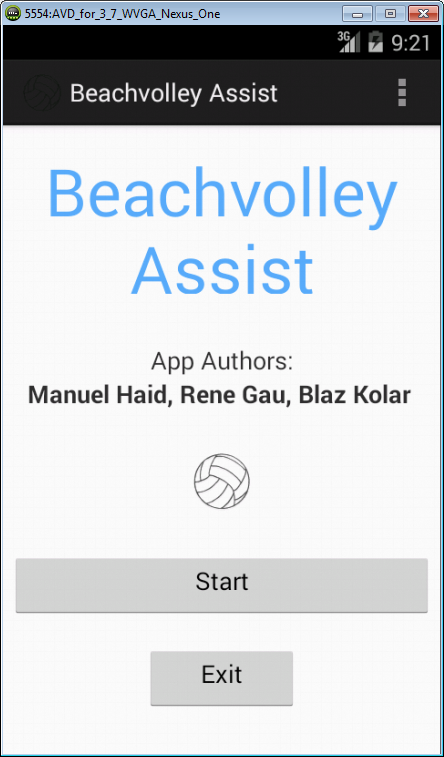 5554:AVD_for_3_7_WVGA_Nexus_One
3G 9:21
Beachvolley Assist
Beachvolley
Assist
App Authors:
Manuel Haid, Rene Gau, Blaz Kolar
Start
Exit